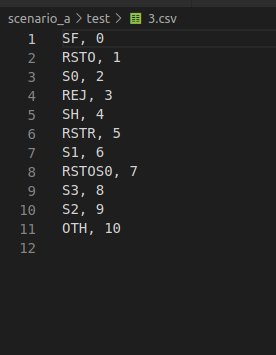 scenario_a > test > 3.csv
1 SF, 0
2 RSTO, 1
3 S0, 2
4 REJ, 3
5 SH, 4
6 RSTR, 5
7 S1, 6
8 RSTOS0, 7
9 S3, 8
10 S2, 9
11 OTH, 10
12